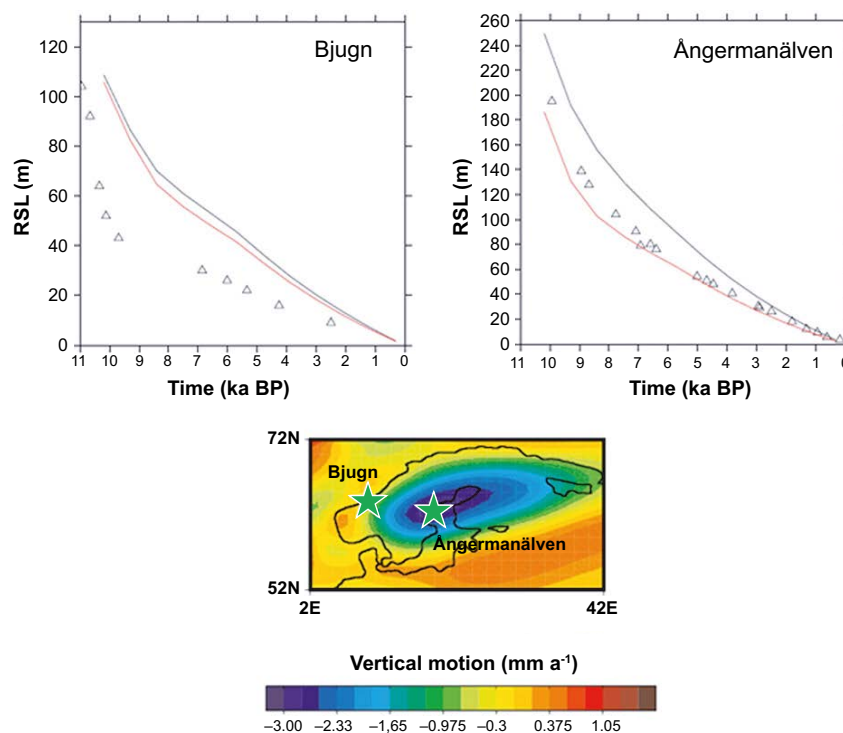 Bjugn
120
100
80
60
40
20
0
RSL (m)
11 10 9 8 7 6 5 4 3 2 1 0
Time (ka BP)
Ångermanälven
260
240
220
200
180
160
140
120
100
80
60
40
20
0
RSL (m)
11 10 9 8 7 6 5 4 3 2 1
Time (ka BP)
72N
Bjugn
Ångermanälven
52N
2E 42E
Vertical motion (mm a-1)
–3.00 –2.33 –1,65 –0.975 –0.3 0.375 1.05